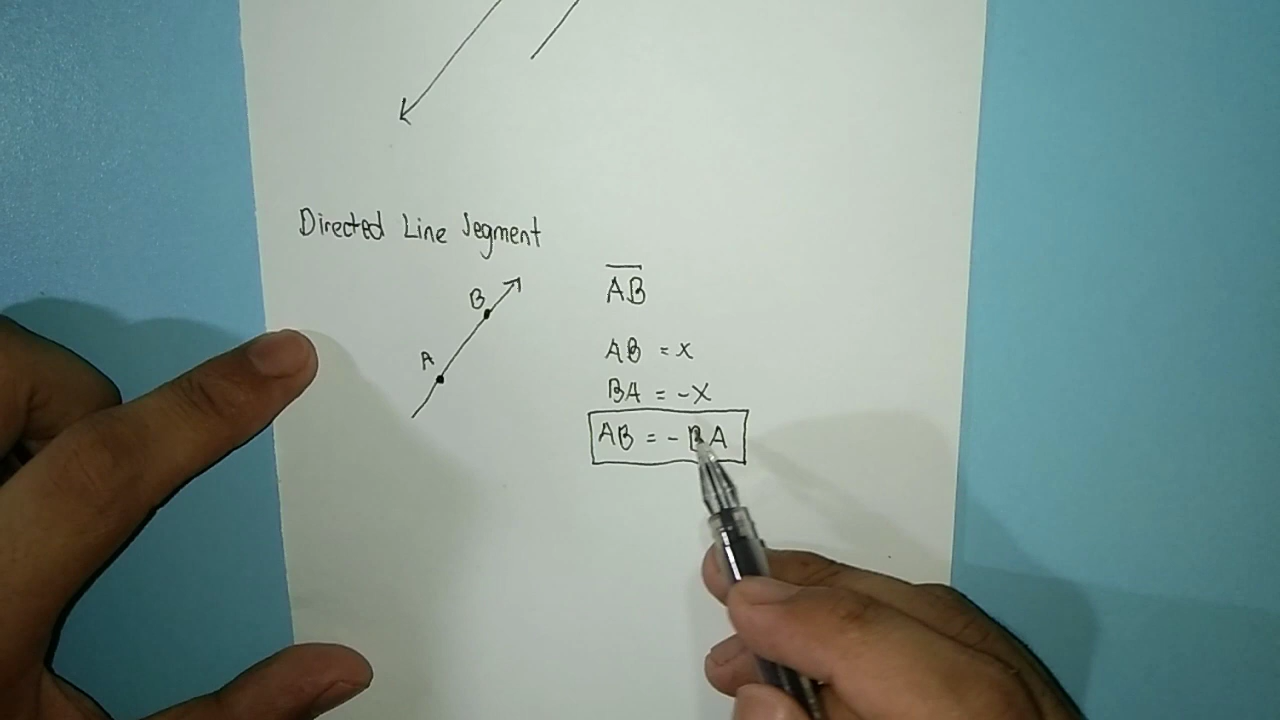 Directed Line Segment
B
A
AB
AB = x
BA = -x
AB = - BA